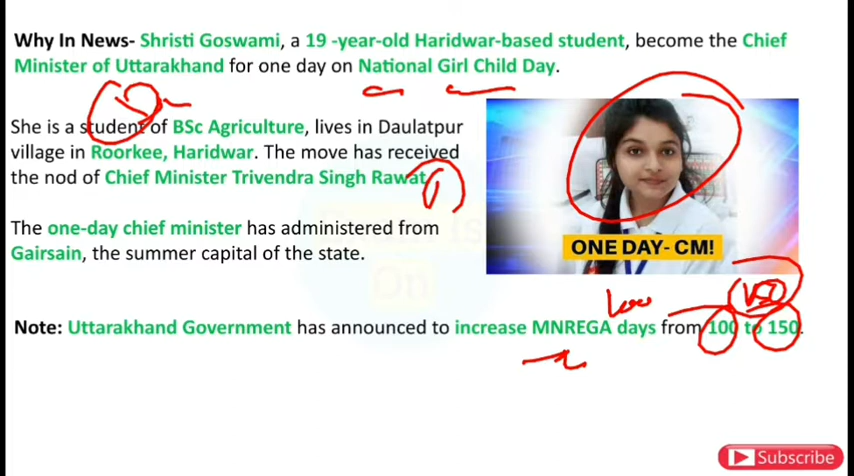 Why In News- Shristi Goswami, a 19 -year-old Haridwar-based student, become the Chief
Minister of Uttarakhand for one day on National Girl Child Day.
She is a student of BSc Agriculture, lives in Daulatpur
village in Roorkee, Haridwar. The move has received
the nod of Chief Minister Trivendra Singh Rawat.
The one-day chief minister has administered from
Gairsain, the summer capital of the state.
ONE DAY- CM!
100
150
Note: Uttarakhand Government has announced to increase MNREGA days from 100 to 150.
Subscribe